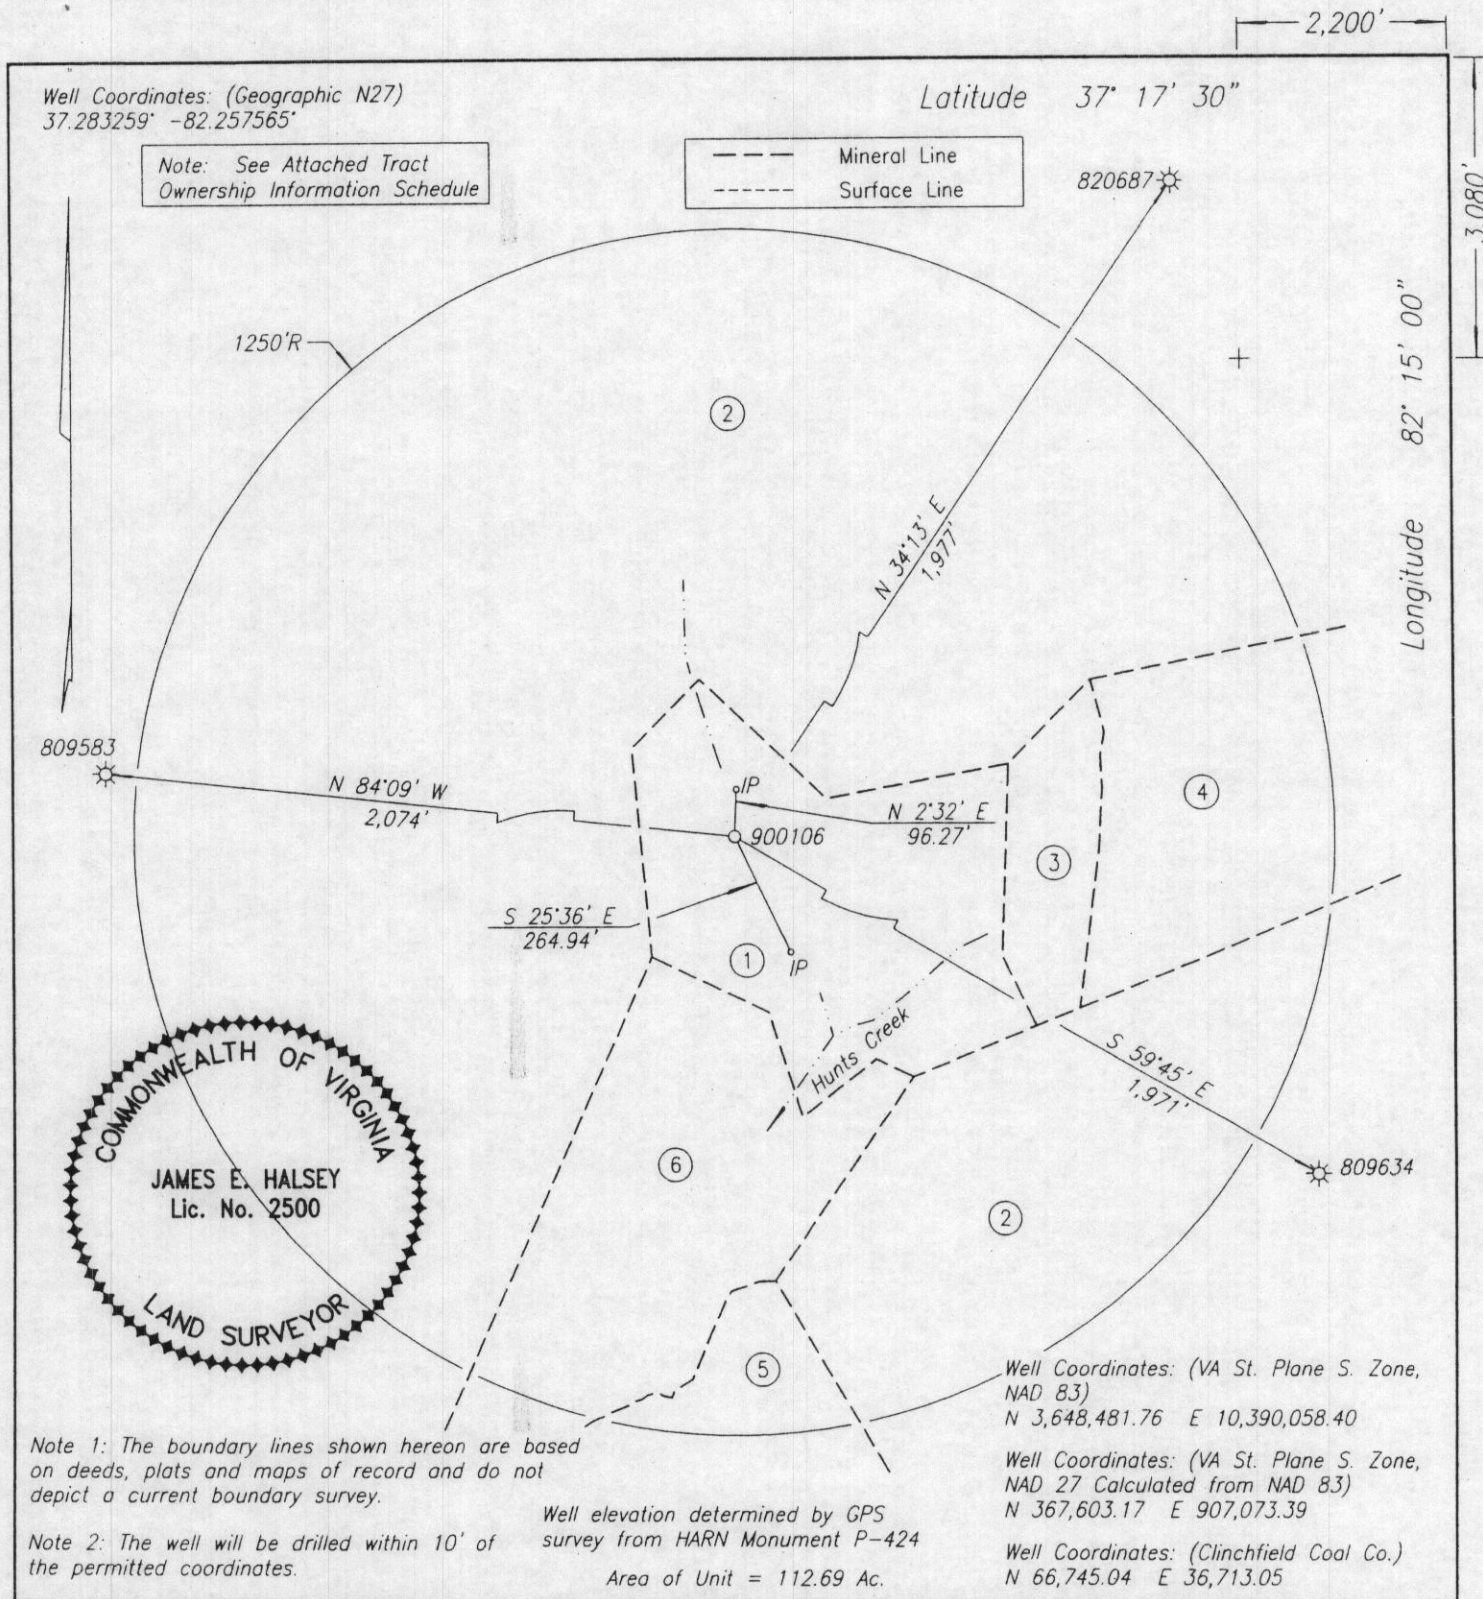 2,200'
3,080'
Well Coordinates: (Geographic N27)
37.283259° -82.257565°
Latitude 37° 17' 30"
Note: See Attached Tract
Ownership Information Schedule
Mineral Line
Surface Line
820687
Longitude 82° 15' 00"
1250'R
2
N 34°13' E
1,977'
809583
N 84°09' W
2,074'
IP
900106
N 2°32' E
96.27'
3
4
S 25°36' E
264.94'
1
IP
Hunts Creek
S 59°45' E
1,971'
809634
6
2
5
COMMONWEALTH OF VIRGINIA
JAMES E. HALSEY
Lic. No. 2500
LAND SURVEYOR
Well Coordinates: (VA St. Plane S. Zone,
NAD 83)
N 3,648,481.76 E 10,390,058.40
Well Coordinates: (VA St. Plane S. Zone,
NAD 27 Calculated from NAD 83)
N 367,603.17 E 907,073.39
Well Coordinates: (Clinchfield Coal Co.)
N 66,745.04 E 36,713.05
Note 1: The boundary lines shown hereon are based
on deeds, plats and maps of record and do not
depict a current boundary survey.
Note 2: The well will be drilled within 10' of
the permitted coordinates.
Well elevation determined by GPS
survey from HARN Monument P-424
Area of Unit = 112.69 Ac.